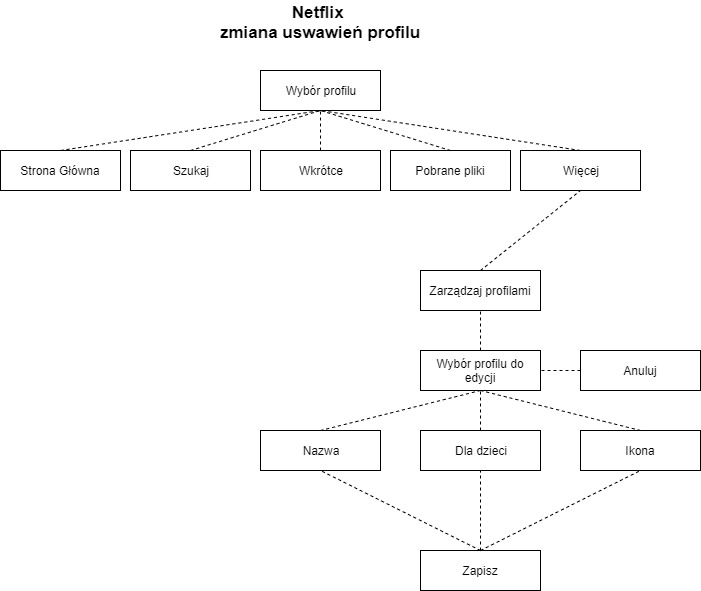 Netflix
zmiana uswawień profilu
Wybór profilu
Strona Główna
Szukaj
Wkrótce
Pobrane pliki
Więcej
Zarządzaj profilami
Wybór profilu do
edycji
Anuluj
Nazwa
Dla dzieci
Ikona
Zapisz